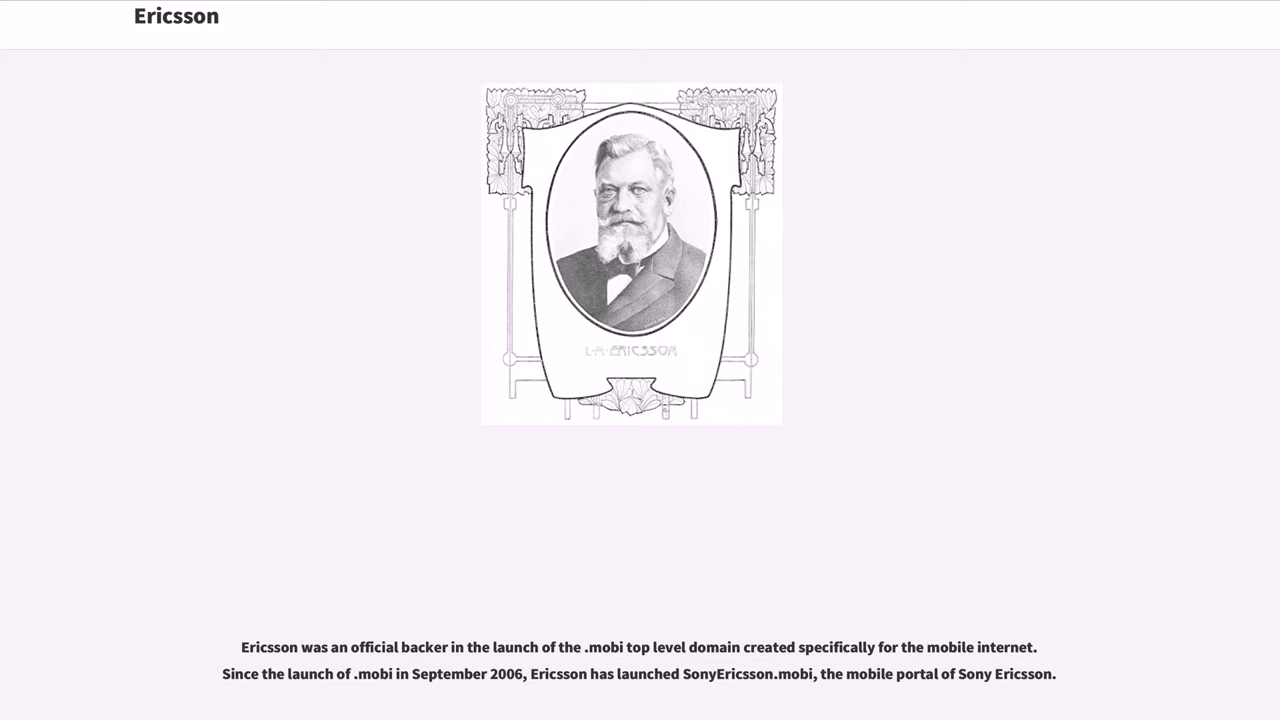 Ericsson
L·M·ERICSSON
Ericsson was an official backer in the launch of the .mobi top level domain created specifically for the mobile internet.
Since the launch of .mobi in September 2006, Ericsson has launched SonyEricsson.mobi, the mobile portal of Sony Ericsson.